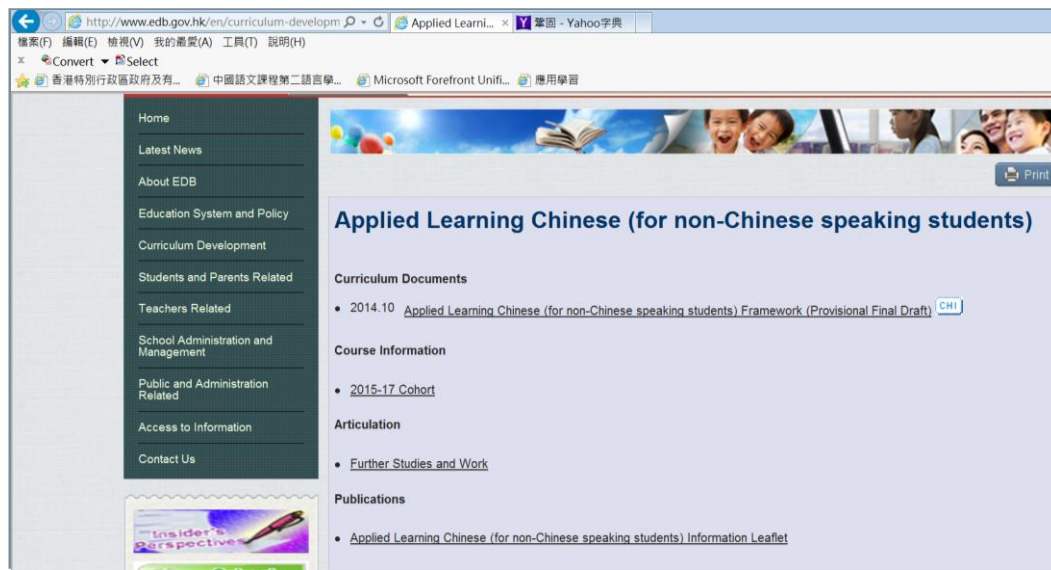 http://www.edb.gov.hk/en/curriculum-developm
Applied Learni...
鞏固 - Yahoo字典
檔案(F) 編輯(E) 檢視(V) 我的最愛(A) 工具(T) 說明(H)
x Convert Select
香港特別行政區政府及有... 中國語文課程第二語言學... Microsoft Forefront Unifi... 應用學習
Home
Latest News
About EDB
Education System and Policy
Curriculum Development
Students and Parents Related
Teachers Related
School Administration and
Management
Public and Administration
Related
Access to Information
Contact Us
Insider's
Perspectives
Print
Applied Learning Chinese (for non-Chinese speaking students)
Curriculum Documents
• 2014.10 Applied Learning Chinese (for non-Chinese speaking students) Framework (Provisional Final Draft) CHI
Course Information
• 2015-17 Cohort
Articulation
• Further Studies and Work
Publications
• Applied Learning Chinese (for non-Chinese speaking students) Information Leaflet